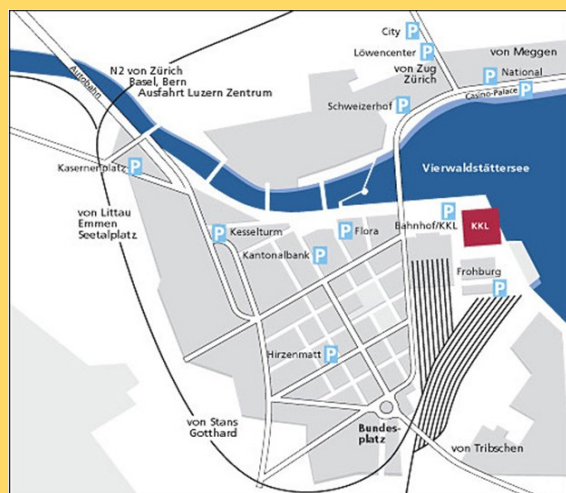 City P
Löwencenter P
von Zug
Zürich
von Meggen
P National
Casino-Palace P
Schweizerhof P
N2 von Zürich
Basel, Bern
Ausfahrt Luzern Zentrum
Autobahn
Kasernenplatz P
Vierwaldstättersee
von Littau
Emmen
Seetalplatz
P Kesselturm
Kantonalbank P
P Flora
Bahnhof/KKL P
KKL
Frohburg
P
Hirzenmatt P
von Stans
Gotthard
Bundes-
platz
von Tribschen